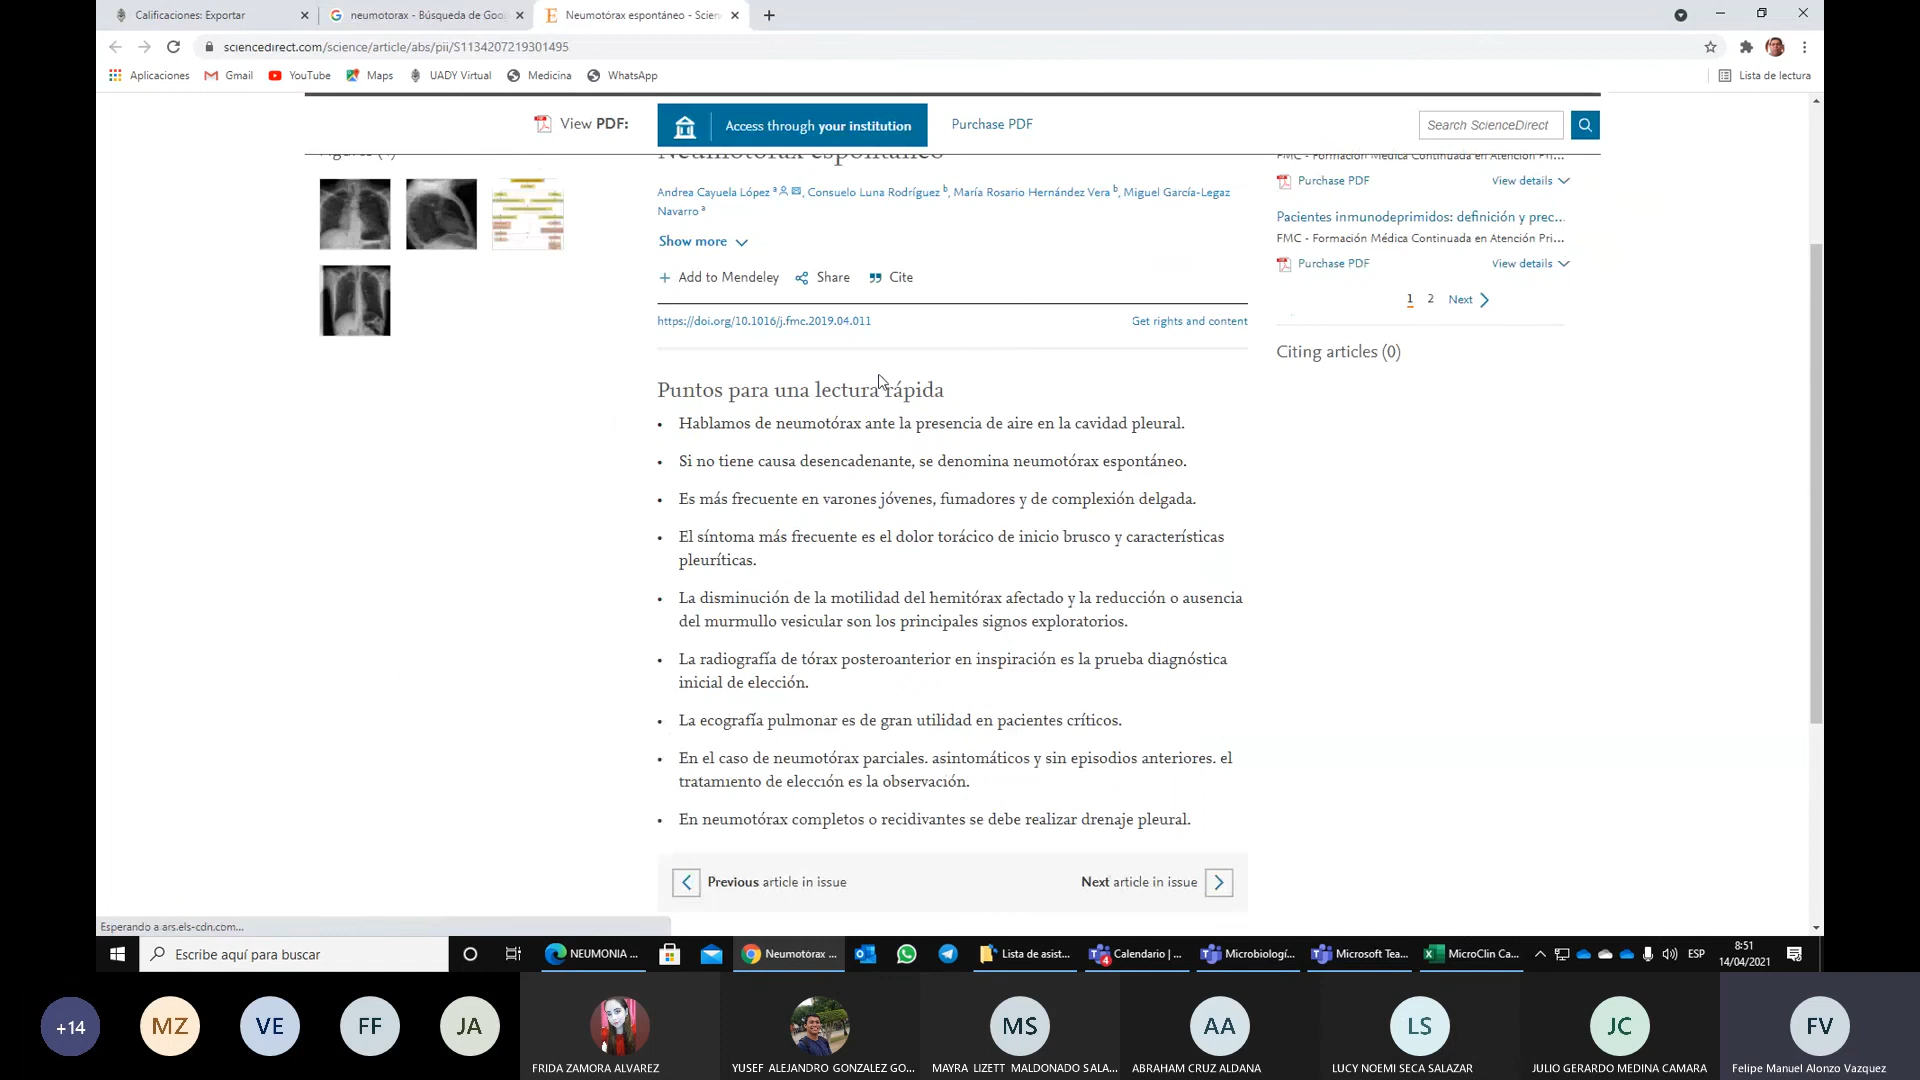 Calificaciones: Exportar
neumotorax - Búsqueda de Goo
Neumotórax espontáneo - Scien
sciencedirect.com/science/article/abs/pii/S1134207219301495
Aplicaciones
Gmail
YouTube
Maps
UADY Virtual
Medicina
WhatsApp
Lista de lectura
View PDF:
Access through your institution
Purchase PDF
Search ScienceDirect
Neumotórax espontáneo
Andrea Cayuela López a, Consuelo Luna Rodríguez b, María Rosario Hernández Vera b, Miguel García-Legaz
Navarro a
Show more
Add to Mendeley
Share
Cite
https://doi.org/10.1016/j.fmc.2019.04.011
Get rights and content
FMC - Formación Médica Continuada en Atención Pri...
Purchase PDF
View details
Pacientes inmunodeprimidos: definición y prec...
FMC - Formación Médica Continuada en Atención Pri...
Purchase PDF
View details
1 2 Next
Citing articles (0)
Puntos para una lectura rápida
• Hablamos de neumotórax ante la presencia de aire en la cavidad pleural.
• Si no tiene causa desencadenante, se denomina neumotórax espontáneo.
• Es más frecuente en varones jóvenes, fumadores y de complexión delgada.
• El síntoma más frecuente es el dolor torácico de inicio brusco y características
pleuríticas.
• La disminución de la motilidad del hemitórax afectado y la reducción o ausencia
del murmullo vesicular son los principales signos exploratorios.
• La radiografía de tórax posteroanterior en inspiración es la prueba diagnóstica
inicial de elección.
• La ecografía pulmonar es de gran utilidad en pacientes críticos.
• En el caso de neumotórax parciales. asintomáticos y sin episodios anteriores. el
tratamiento de elección es la observación.
• En neumotórax completos o recidivantes se debe realizar drenaje pleural.
Previous article in issue
Next article in issue
Esperando a ars.els-cdn.com...
Escribe aquí para buscar
NEUMONIA ...
Neumotórax ...
Lista de asist...
4
Calendario | ...
Microbiologí...
Microsoft Tea...
MicroClin Ca...
ESP
8:51
14/04/2021
+14
MZ
VE
FF
JA
FRIDA ZAMORA ALVAREZ
YUSEF ALEJANDRO GONZALEZ GO...
MS
MAYRA LIZETT MALDONADO SALA...
AA
ABRAHAM CRUZ ALDANA
LS
LUCY NOEMI SECA SALAZAR
JC
JULIO GERARDO MEDINA CAMARA
FV
Felipe Manuel Alonzo Vazquez